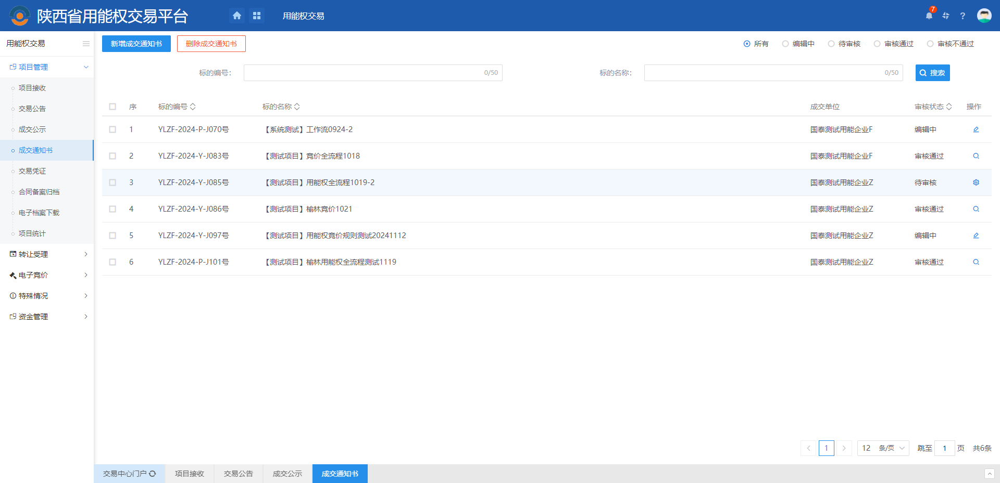 陕西省用能权交易平台
用能权交易
7
?
用能权交易
项目管理
项目接收
交易公告
成交公示
成交通知书
交易凭证
合同备案归档
电子档案下载
项目统计
转让受理
电子竞价
特殊情况
资金管理
新增成交通知书 删除成交通知书 所有 编辑中 待审核 审核通过 审核不通过
标的编号： 0/50 标的名称： 0/50 搜索
序 标的编号 标的名称 成交单位 审核状态 操作
1 YLZF-2024-P-J070号 【系统测试】工作流0924-2 国泰测试用能企业F 编辑中
2 YLZF-2024-Y-J083号 【测试项目】竞价全流程1018 国泰测试用能企业F 审核通过
3 YLZF-2024-Y-J085号 【测试项目】用能权全流程1019-2 国泰测试用能企业Z 待审核
4 YLZF-2024-Y-J086号 【测试项目】榆林竞价1021 国泰测试用能企业Z 审核通过
5 YLZF-2024-Y-J097号 【测试项目】用能权竞价规则测试20241112 国泰测试用能企业Z 编辑中
6 YLZF-2024-P-J101号 【测试项目】榆林用能权全流程测试1119 国泰测试用能企业Z 审核通过
1 12 条/页 跳至 1 页 共6条
交易中心门户 项目接收 交易公告 成交公示 成交通知书